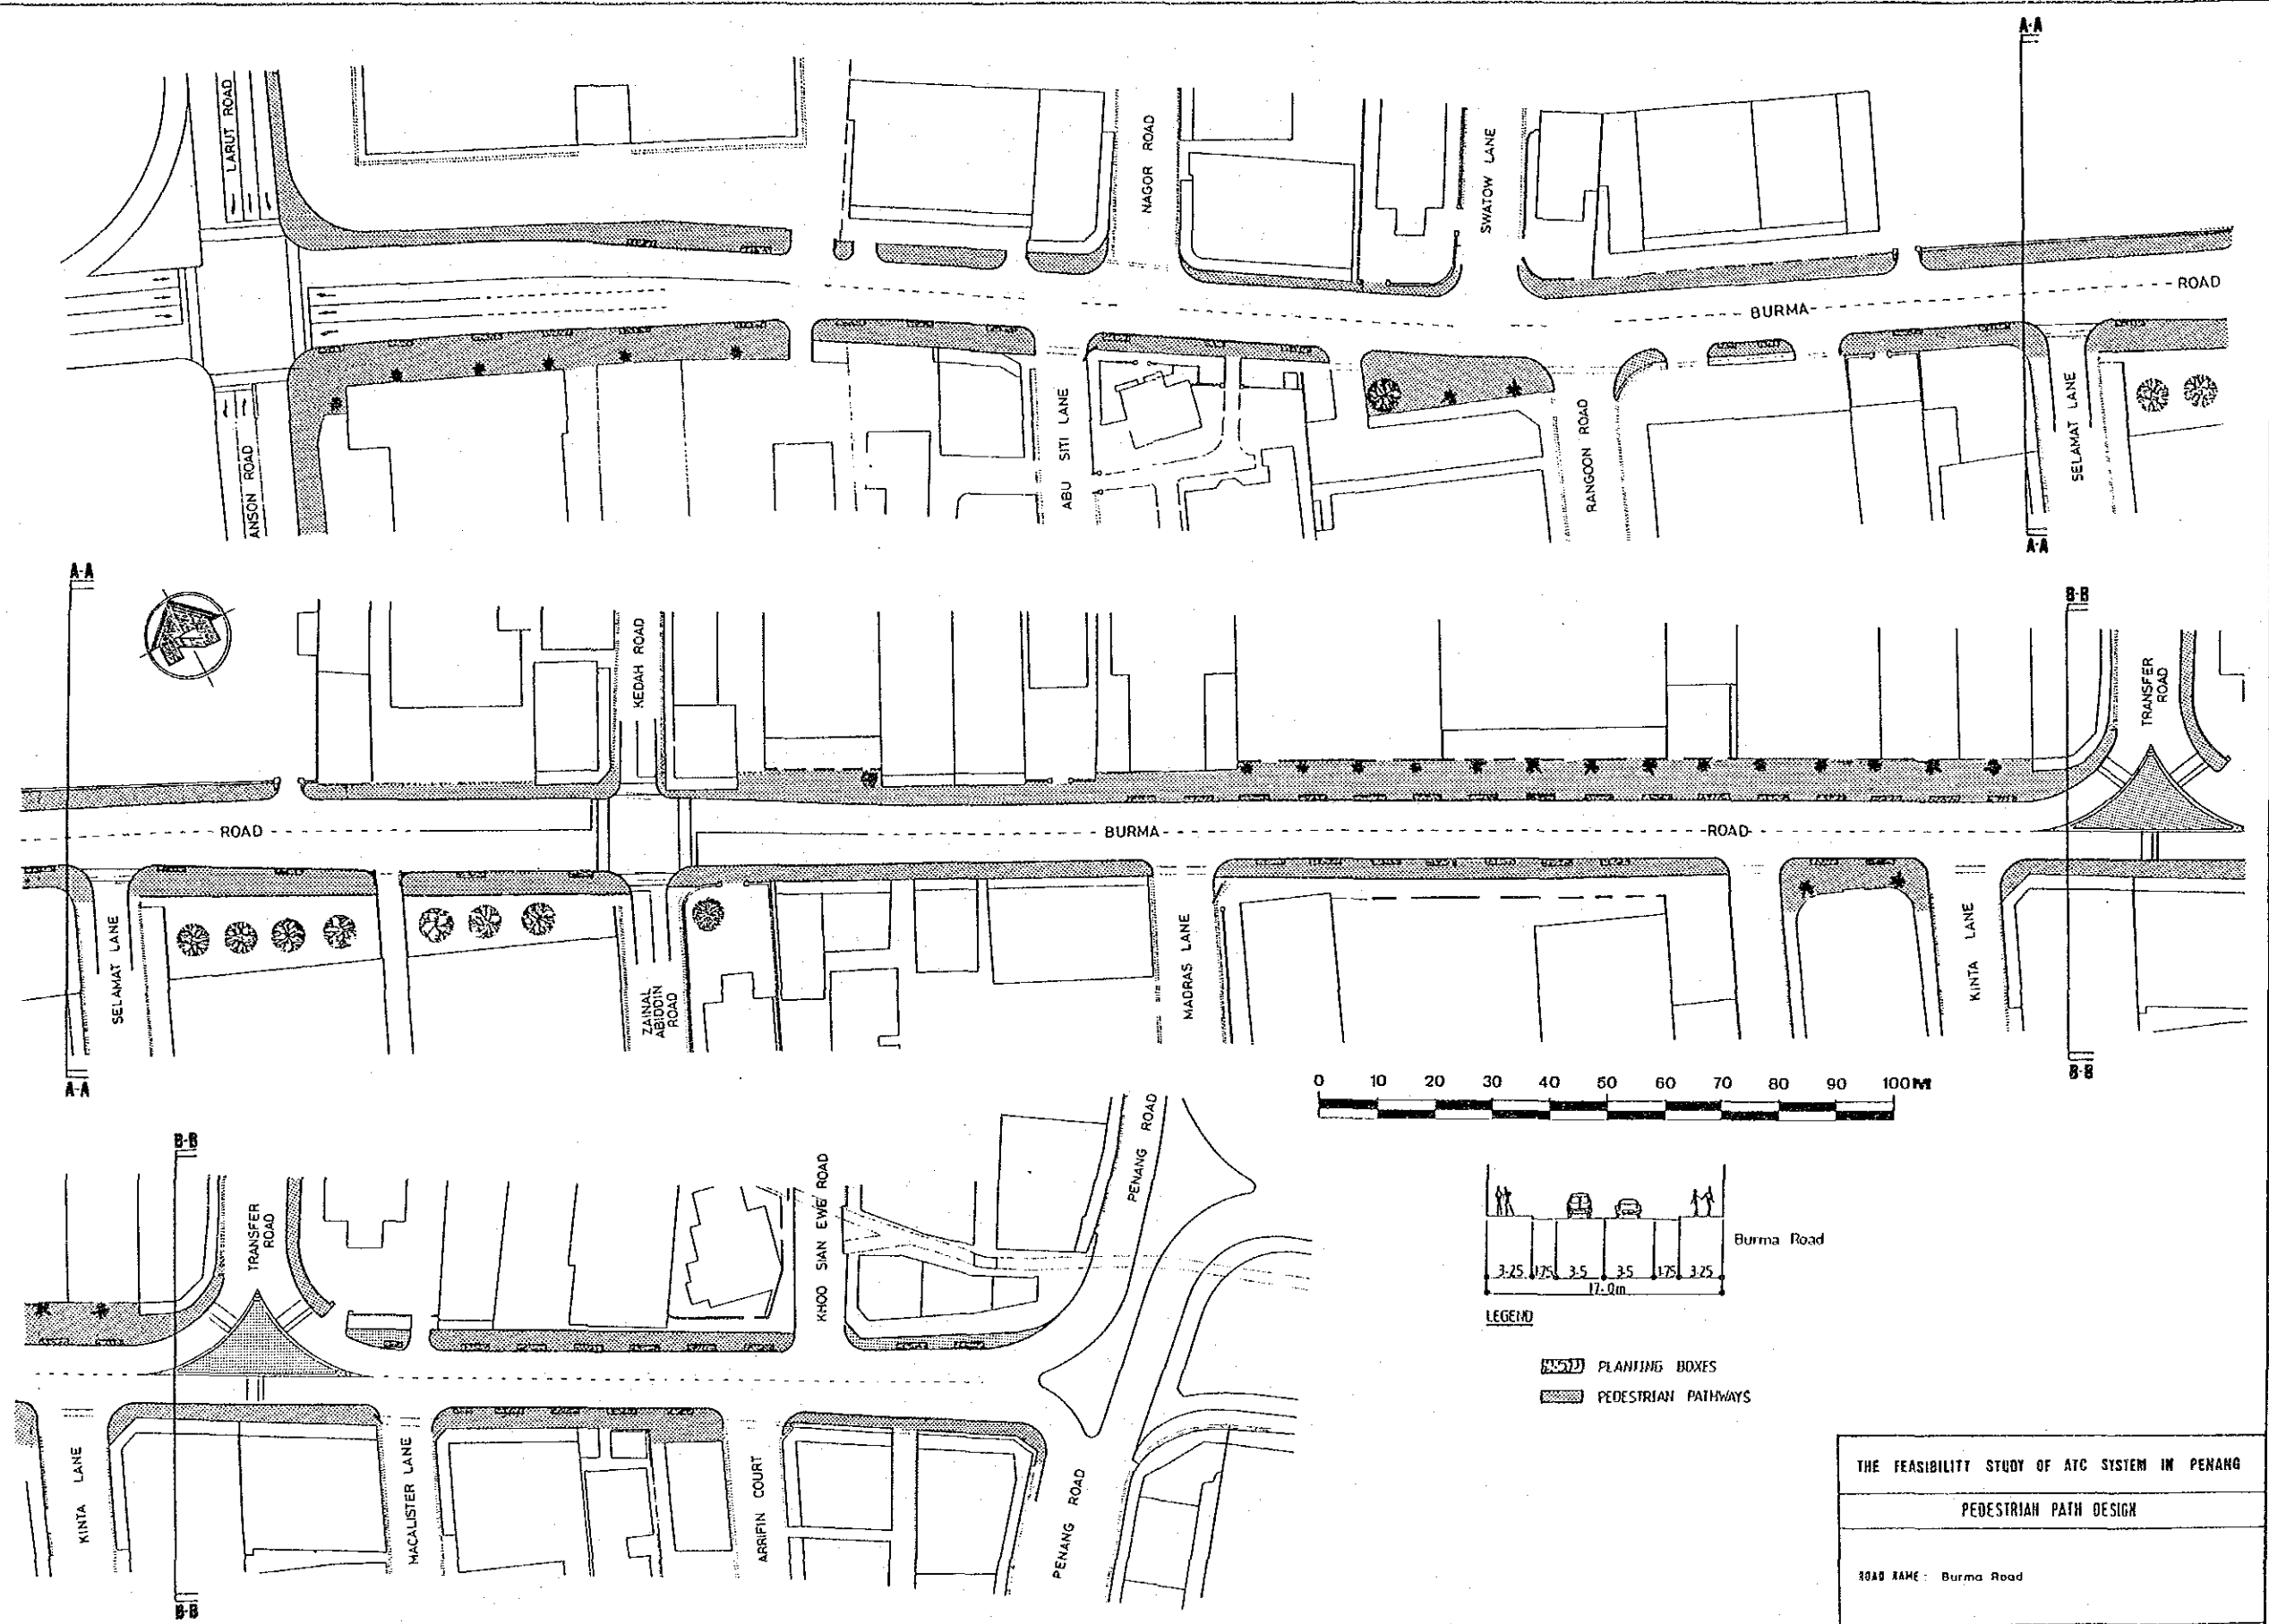 A-A
LARUT ROAD
NAGOR ROAD
SWATOW LANE
BURMA
ROAD
ANSON ROAD
ABU SITI LANE
RANGOON ROAD
SELAMAT LANE
A-A
A-A
B-B
KEDAH ROAD
TRANSFER
ROAD
ROAD
BURMA
ROAD
SELAMAT LANE
ZAINAL
ABIDDIN
ROAD
MADRAS LANE
KINTA LANE
A-A
B-B
0 10 20 30 40 50 60 70 80 90 100M
B-B
TRANSFER
ROAD
KHOO SIAN EWE ROAD
PENANG ROAD
Burma Road
3·25 1·75 3·5 3·5 1·75 3·25
17·0m
LEGEND
PLANTING BOXES
PEDESTRIAN PATHWAYS
KINTA LANE
MACALISTER LANE
ARRIFIN COURT
PENANG ROAD
B-B
THE FEASIBILITY STUDY OF ATC SYSTEM IN PENANG
PEDESTRIAN PATH DESIGN
ROAD NAME : Burma Road